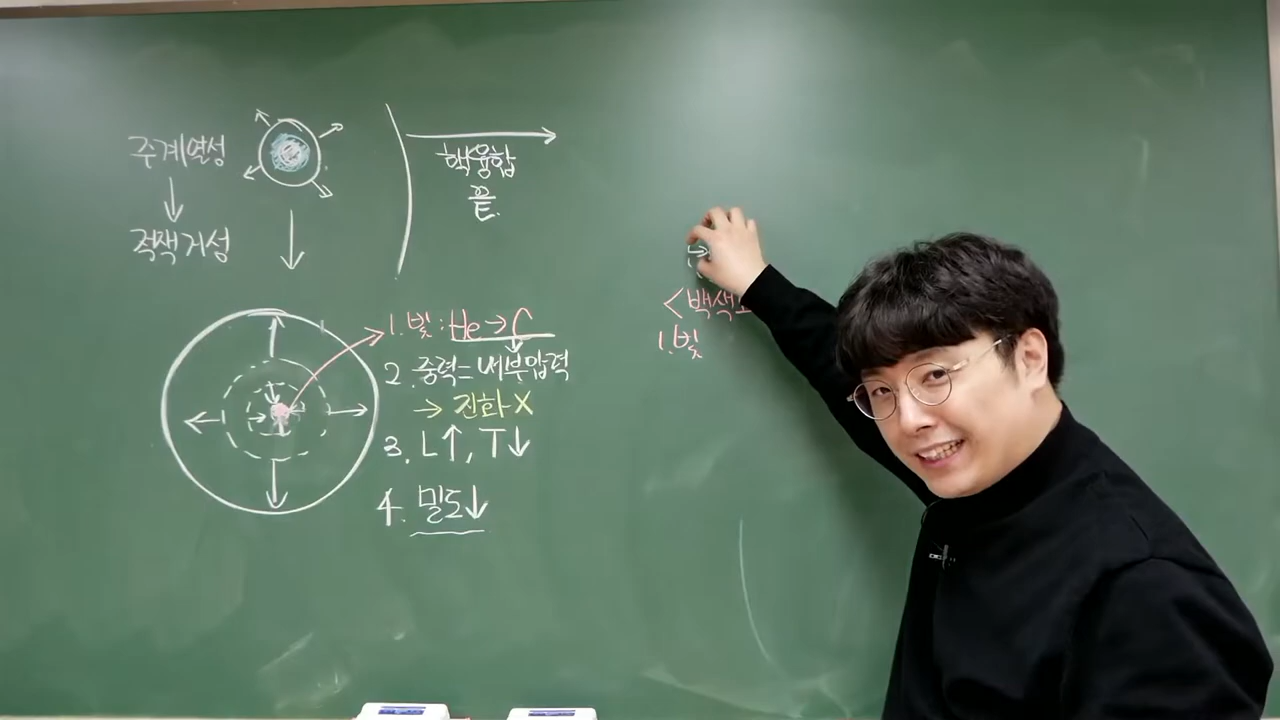 주계열성
↓
적색거성
핵융합
끝.
1. 빛 : He → C
2. 중력 = 내부압력
→ 진화 X
3. L↑, T↓
4. 밀도↓
<백색
1. 빛